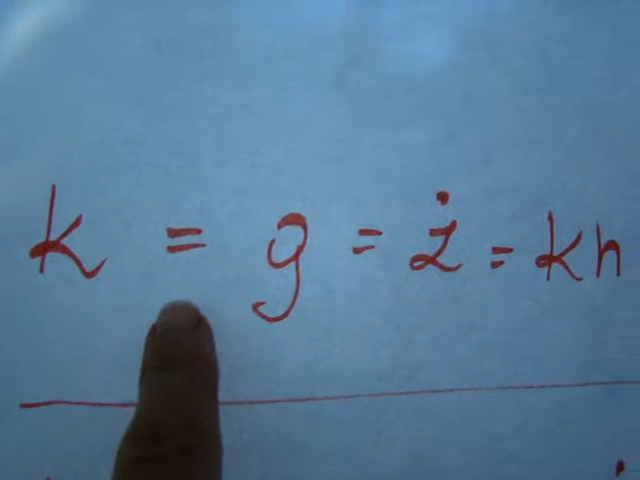 k = g = ż = kh